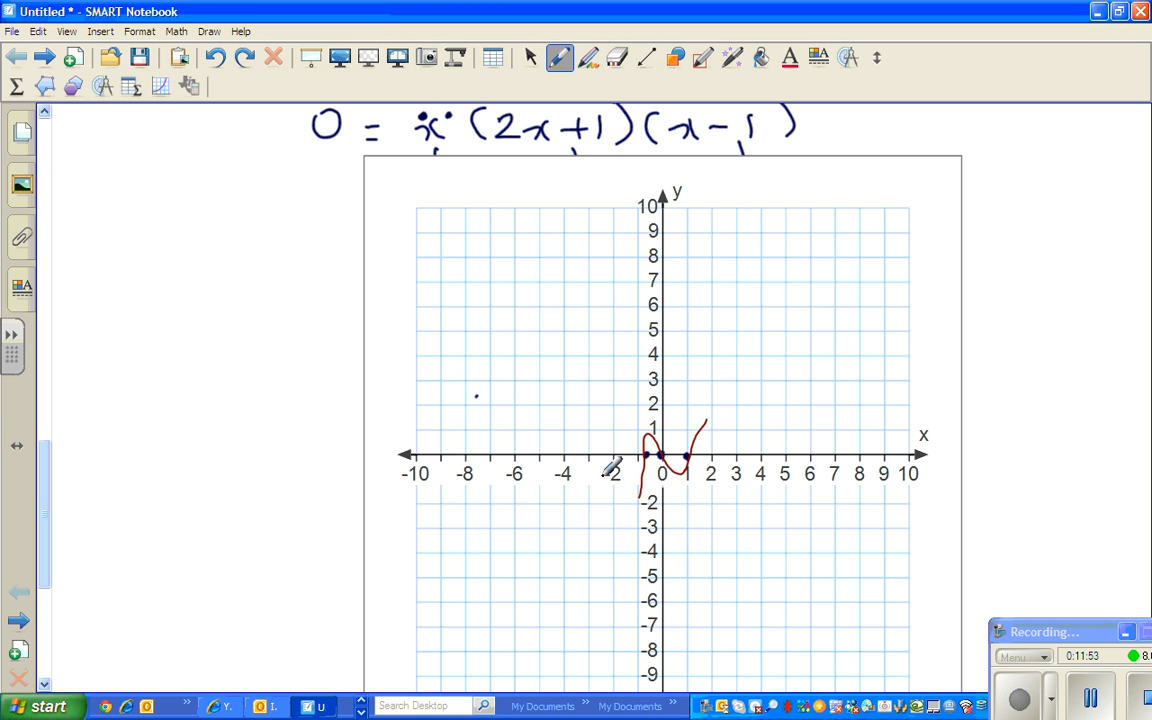 Untitled * - SMART Notebook
File Edit View Insert Format Math Draw Help
0 = x (2x+1)(x-1)
y
10
9
8
7
6
5
4
3
2
1
x
-10 -8 -6 -4 -2 0 2 3 4 5 6 7 8 9 10
-2
-3
-4
-5
-6
-7
-8
-9
Recording...
Menu 0:11:53 8.0
start Y. I. U Search Desktop My Documents » My Documents »